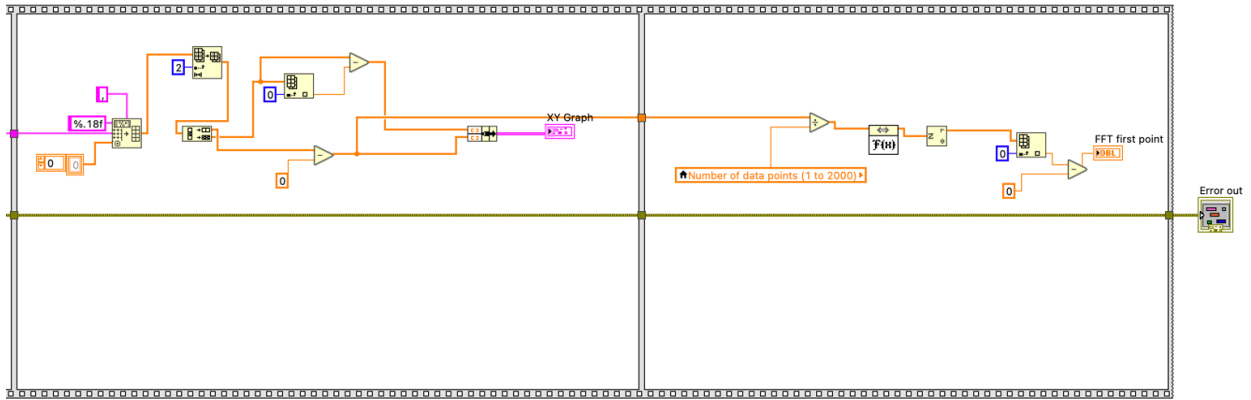 2
0
,
%.18f
XY Graph
0
0
0
Number of data points (1 to 2000)
0
FFT first point
DBL
0
F(x)
z
Error out